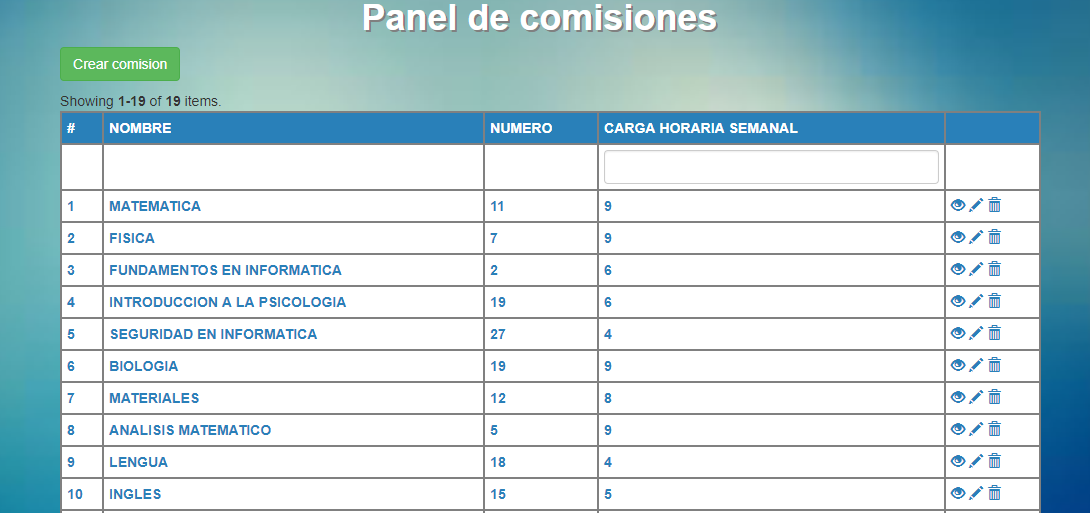 Panel de comisiones
Crear comision
Showing 1-19 of 19 items.
# NOMBRE NUMERO CARGA HORARIA SEMANAL
1 MATEMATICA 11 9
2 FISICA 7 9
3 FUNDAMENTOS EN INFORMATICA 2 6
4 INTRODUCCION A LA PSICOLOGIA 19 6
5 SEGURIDAD EN INFORMATICA 27 4
6 BIOLOGIA 19 9
7 MATERIALES 12 8
8 ANALISIS MATEMATICO 5 9
9 LENGUA 18 4
10 INGLES 15 5